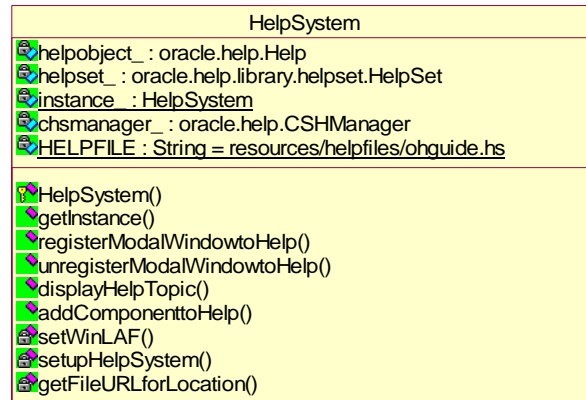 HelpSystem
helpobject_ : oracle.help.Help
helpset_ : oracle.help.library.helpset.HelpSet
instance_ : HelpSystem
chsmanager_ : oracle.help.CSHManager
HELPFILE : String = resources/helpfiles/ohguide.hs
HelpSystem()
getInstance()
registerModalWindowtoHelp()
unregisterModalWindowtoHelp()
displayHelpTopic()
addComponenttoHelp()
setWinLAF()
setupHelpSystem()
getFileURLforLocation()